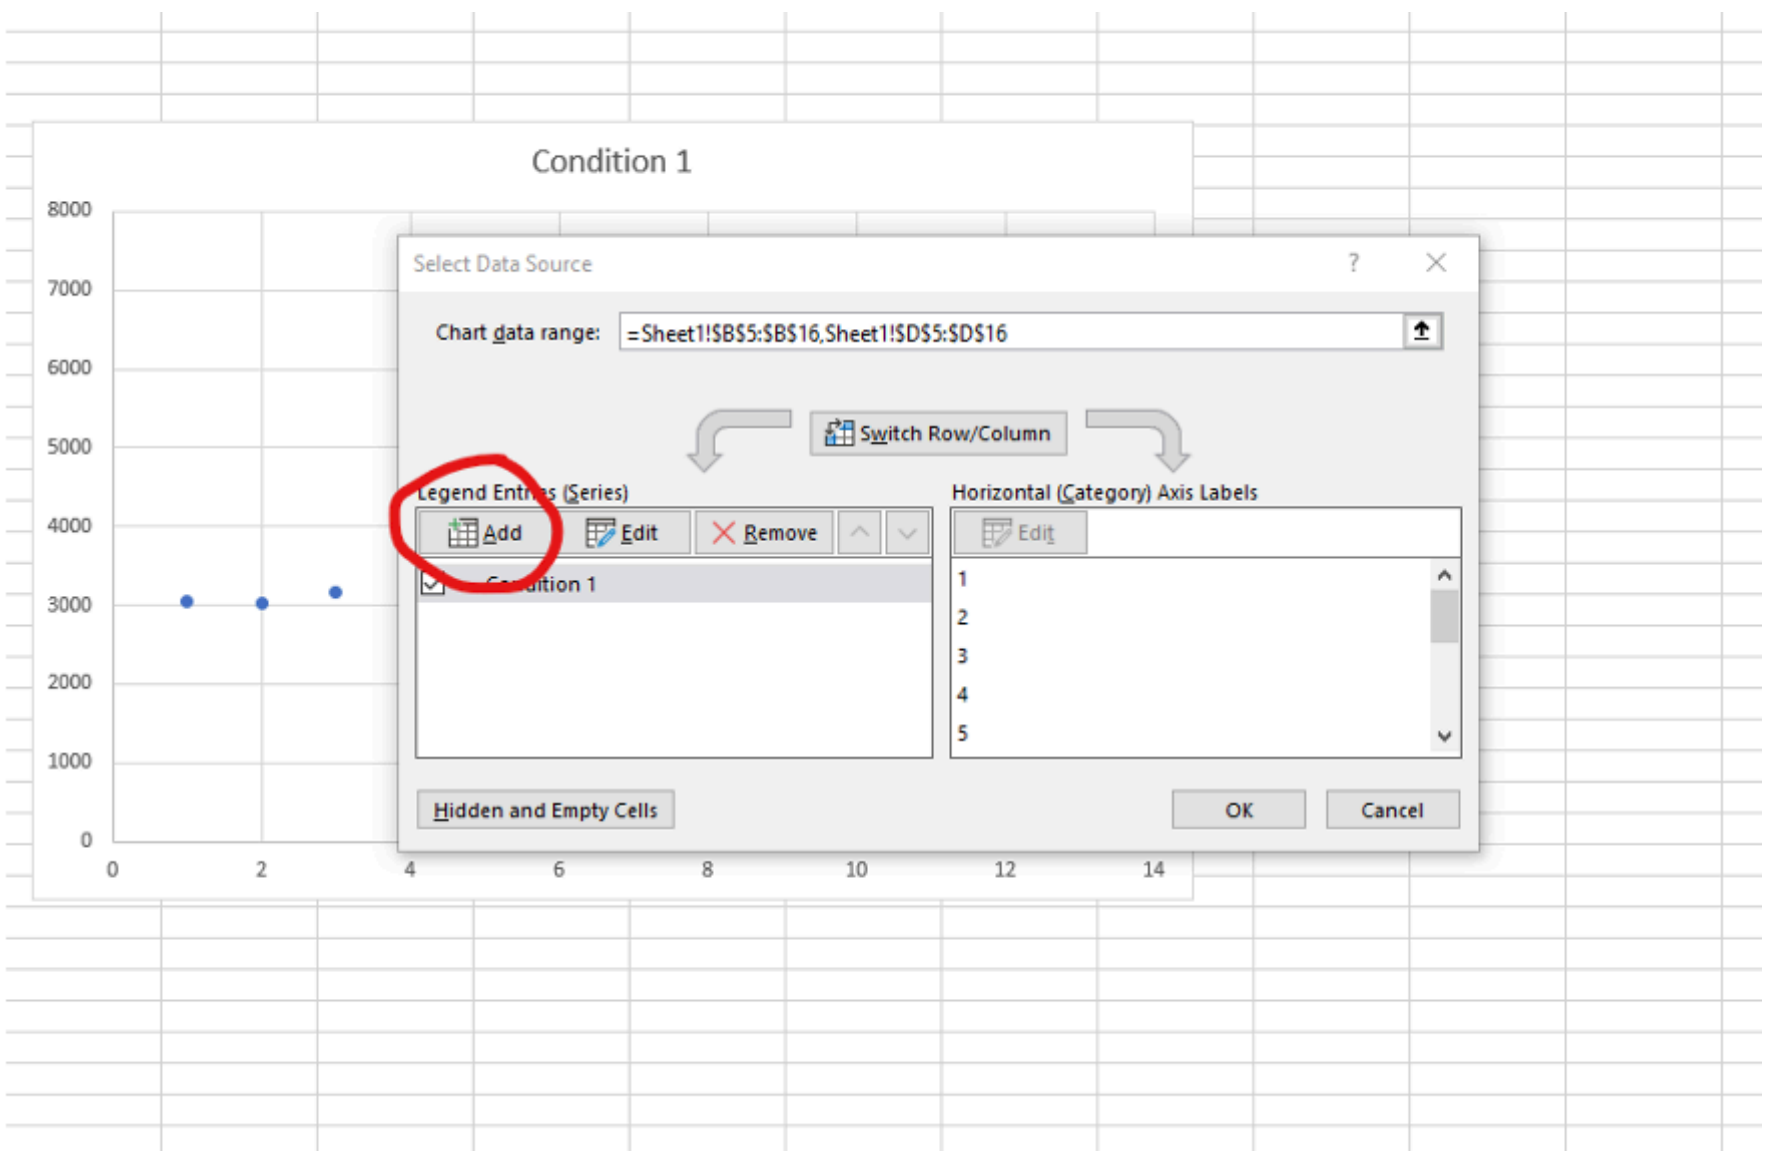 Condition 1
8000
7000
6000
5000
4000
3000
2000
1000
0
0 2 4 6 8 10 12 14
Select Data Source ?
Chart data range: =Sheet1!$B$5:$B$16,Sheet1!$D$5:$D$16
Switch Row/Column
Legend Entries (Series)
Add Edit Remove
Condition 1
Horizontal (Category) Axis Labels
Edit
1
2
3
4
5
Hidden and Empty Cells
OK Cancel